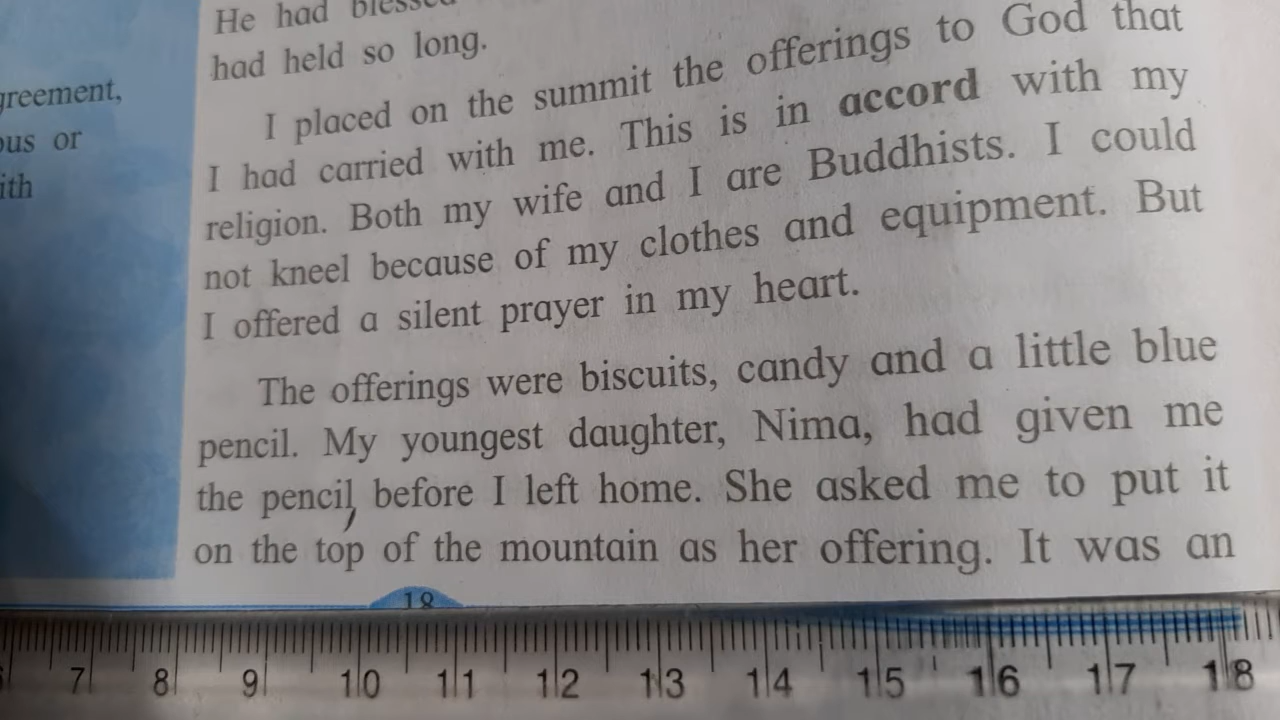 greement,
ous or
ith
He had blessed
had held so long.
I placed on the summit the offerings to God that
I had carried with me. This is in accord with my
religion. Both my wife and I are Buddhists. I could
not kneel because of my clothes and equipment. But
I offered a silent prayer in my heart.
The offerings were biscuits, candy and a little blue
pencil. My youngest daughter, Nima, had given me
the pencil, before I left home. She asked me to put it
on the top of the mountain as her offering. It was an
7 8 9 10 11 12 13 14 15 16 17 18